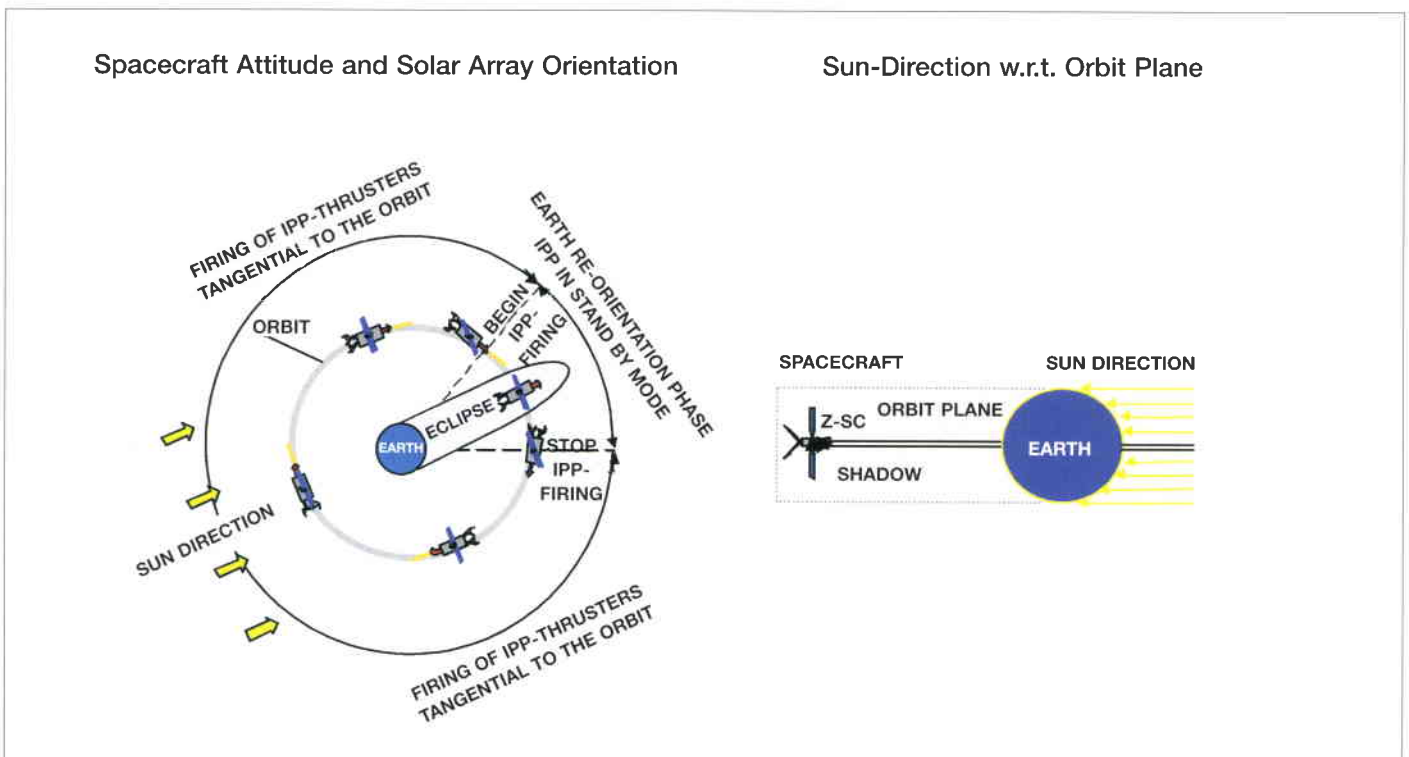 Spacecraft Attitude and Solar Array Orientation
Sun-Direction w.r.t. Orbit Plane
FIRING OF IPP-THRUSTERS
TANGENTIAL TO THE ORBIT
EARTH RE-ORIENTATION PHASE
IPP IN STAND BY MODE
BEGIN
IPP-
FIRING
ORBIT
ECLIPSE
EARTH
STOP
IPP-
FIRING
SUN DIRECTION
FIRING OF IPP-THRUSTERS
TANGENTIAL TO THE ORBIT
SPACECRAFT
SUN DIRECTION
ORBIT PLANE
Z-SC
EARTH
SHADOW